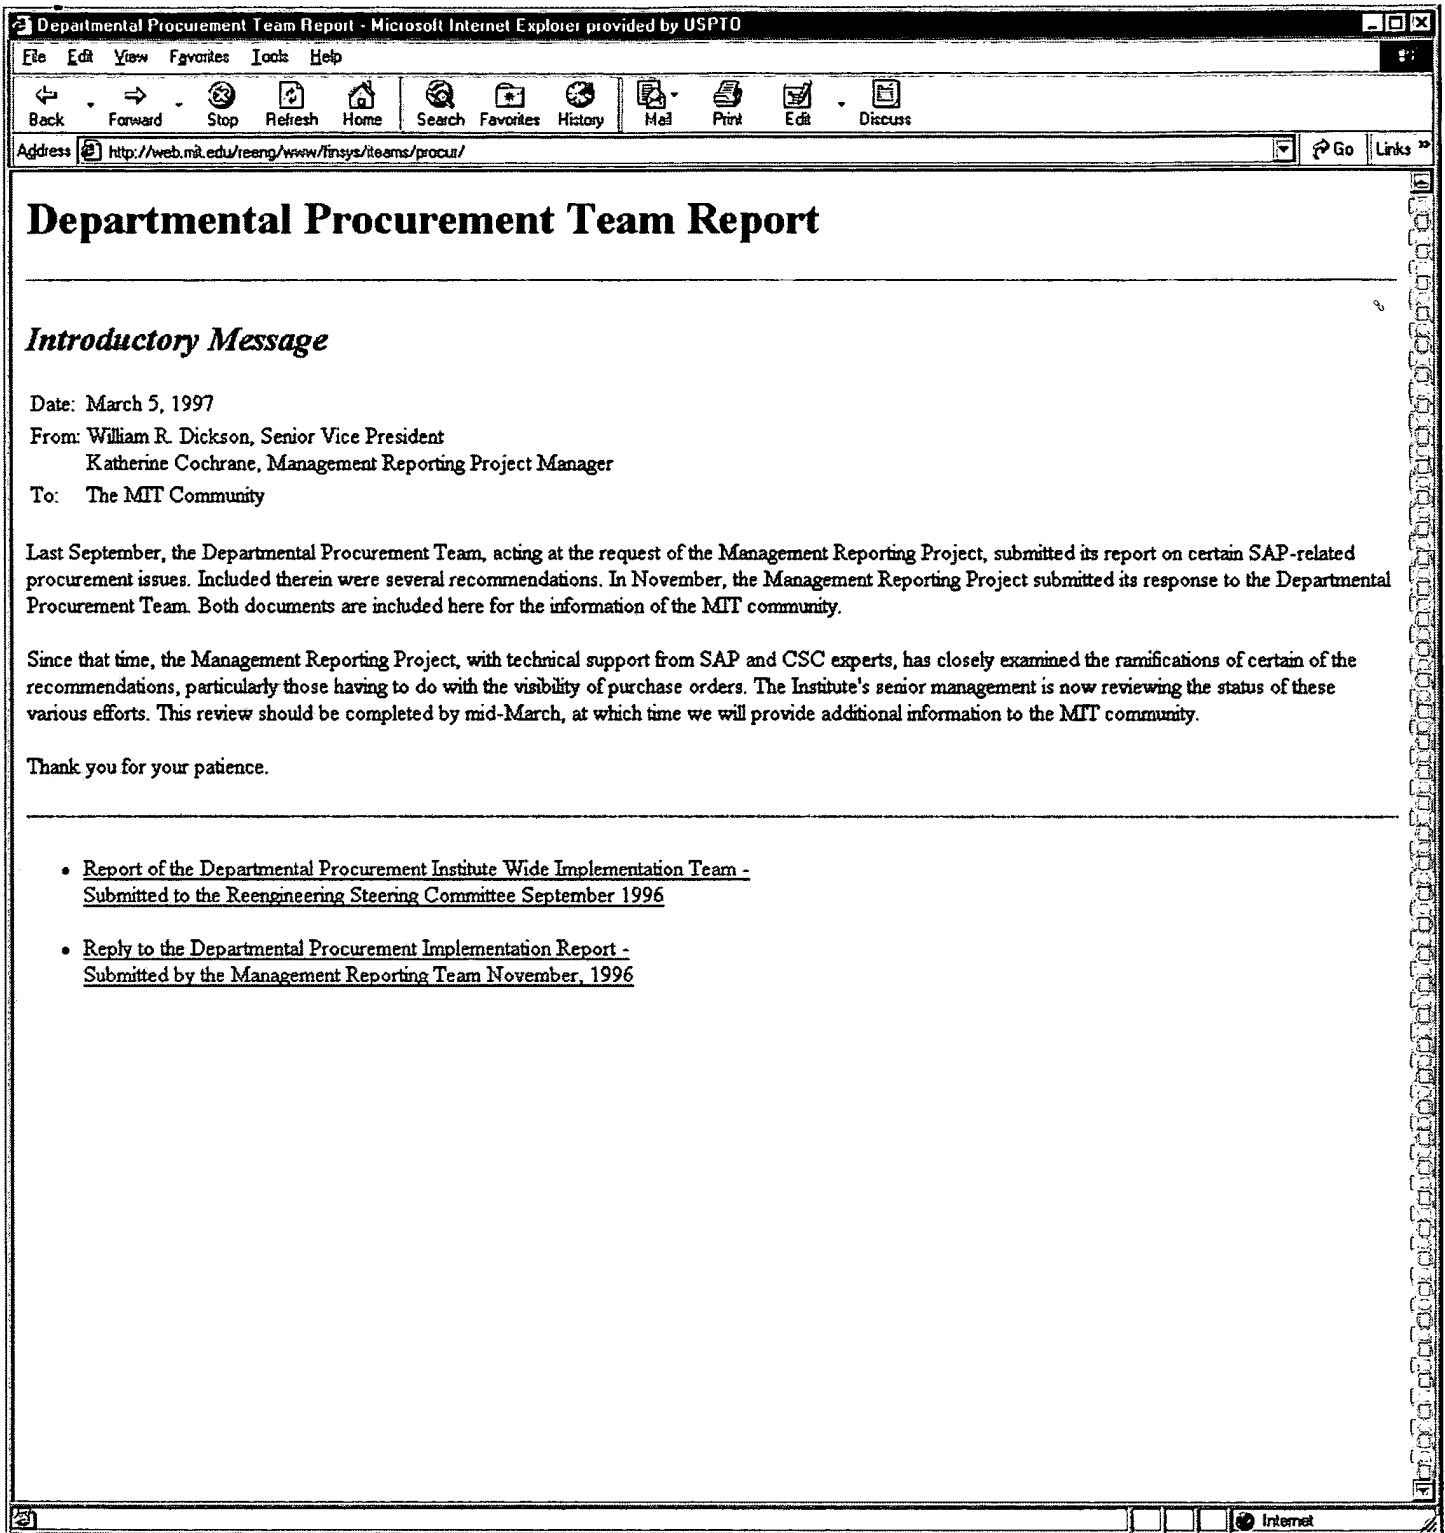 Departmental Procurement Team Report - Microsoft Internet Explorer provided by USPTO
File Edit View Favorites Tools Help
Back Forward Stop Refresh Home Search Favorites History Mail Print Edit Discuss
Address http://web.mit.edu/reeng/www/finsys/iteams/procur/ Go Links »
Departmental Procurement Team Report
Introductory Message
Date: March 5, 1997
From: William R. Dickson, Senior Vice President
Katherine Cochrane, Management Reporting Project Manager
To: The MIT Community
Last September, the Departmental Procurement Team, acting at the request of the Management Reporting Project, submitted its report on certain SAP-related
procurement issues. Included therein were several recommendations. In November, the Management Reporting Project submitted its response to the Departmental
Procurement Team. Both documents are included here for the information of the MIT community.
Since that time, the Management Reporting Project, with technical support from SAP and CSC experts, has closely examined the ramifications of certain of the
recommendations, particularly those having to do with the visibility of purchase orders. The Institute's senior management is now reviewing the status of these
various efforts. This review should be completed by mid-March, at which time we will provide additional information to the MIT community.
Thank you for your patience.
• Report of the Departmental Procurement Institute Wide Implementation Team -
Submitted to the Reengineering Steering Committee September 1996
• Reply to the Departmental Procurement Implementation Report -
Submitted by the Management Reporting Team November, 1996
Internet